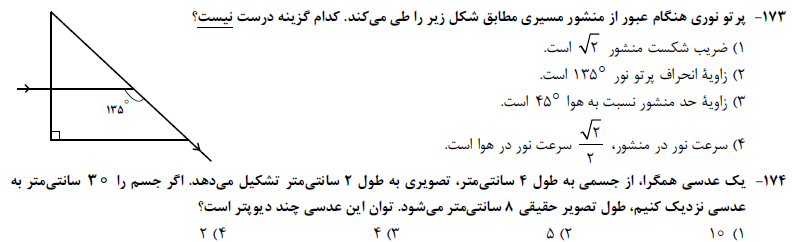 ۱۷۳- پرتو نوری هنگام عبور از منشور مسیری مطابق شکل زیر را طی می‌کند. کدام گزینه درست نیست؟
۱) ضریب شکست منشور √۲ است.
۲) زاویهٔ انحراف پرتو نور ۱۳۵° است.
۳) زاویهٔ حد منشور نسبت به هوا ۴۵° است.
۴) سرعت نور در منشور، √۲/۲ سرعت نور در هوا است.
۱۳۵°
۱۷۴- یک عدسی همگرا، از جسمی به طول ۴ سانتی‌متر، تصویری به طول ۲ سانتی‌متر تشکیل می‌دهد. اگر جسم را ۳۰ سانتی‌متر به
عدسی نزدیک کنیم، طول تصویر حقیقی ۸ سانتی‌متر می‌شود. توان این عدسی چند دیوپتر است؟
۱) ۱۰ ۲) ۵ ۳) ۴ ۴) ۲